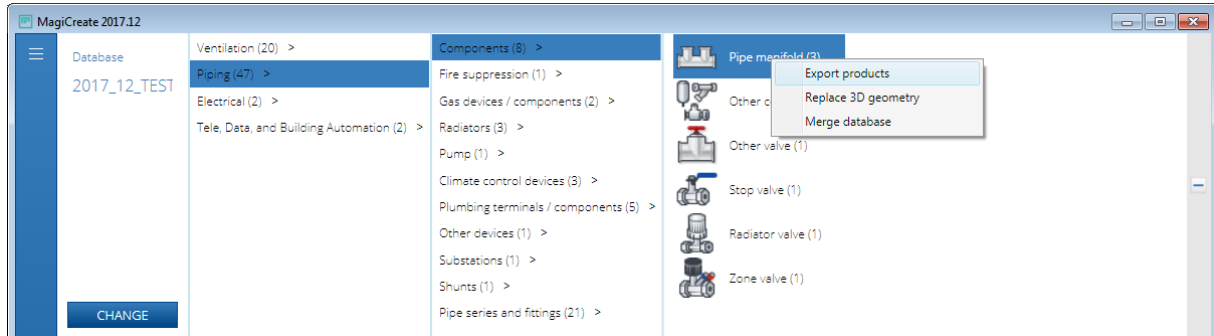 MagiCreate 2017.12
Database
2017_12_TEST
CHANGE
Ventilation (20) >
Piping (47) >
Electrical (2) >
Tele, Data, and Building Automation (2) >
Components (8) >
Fire suppression (1) >
Gas devices / components (2) >
Radiators (3) >
Pump (1) >
Climate control devices (3) >
Plumbing terminals / components (5) >
Other devices (1) >
Substations (1) >
Shunts (1) >
Pipe series and fittings (21) >
Pipe manifold (3)
Other
Other valve (1)
Stop valve (1)
Radiator valve (1)
Zone valve (1)
Export products
Replace 3D geometry
Merge database